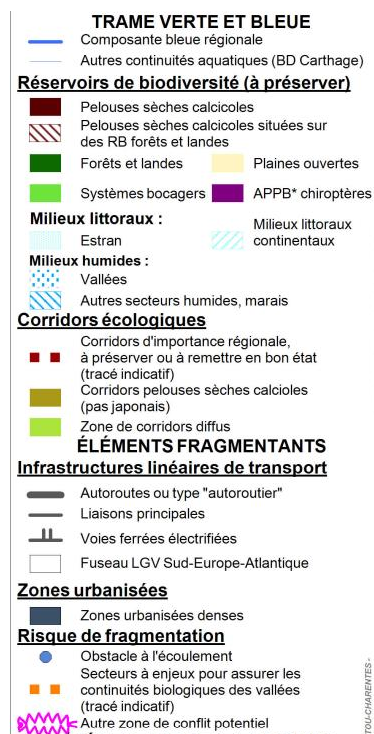 TRAME VERTE ET BLEUE
Composante bleue régionale
Autres continuités aquatiques (BD Carthage)
Réservoirs de biodiversité (à préserver)
Pelouses sèches calcicoles
Pelouses sèches calcicoles situées sur
des RB forêts et landes
Forêts et landes
Plaines ouvertes
Systèmes bocagers
APPB* chiroptères
Milieux littoraux :
Estran
Milieux littoraux
continentaux
Milieux humides :
Vallées
Autres secteurs humides, marais
Corridors écologiques
Corridors d'importance régionale,
à préserver ou à remettre en bon état
(tracé indicatif)
Corridors pelouses sèches calcioles
(pas japonais)
Zone de corridors diffus
ÉLÉMENTS FRAGMENTANTS
Infrastructures linéaires de transport
Autoroutes ou type "autoroutier"
Liaisons principales
Voies ferrées électrifiées
Fuseau LGV Sud-Europe-Atlantique
Zones urbanisées
Zones urbanisées denses
Risque de fragmentation
Obstacle à l'écoulement
Secteurs à enjeux pour assurer les
continuités biologiques des vallées
(tracé indicatif)
Autre zone de conflit potentiel
TOU-CHARENTES -